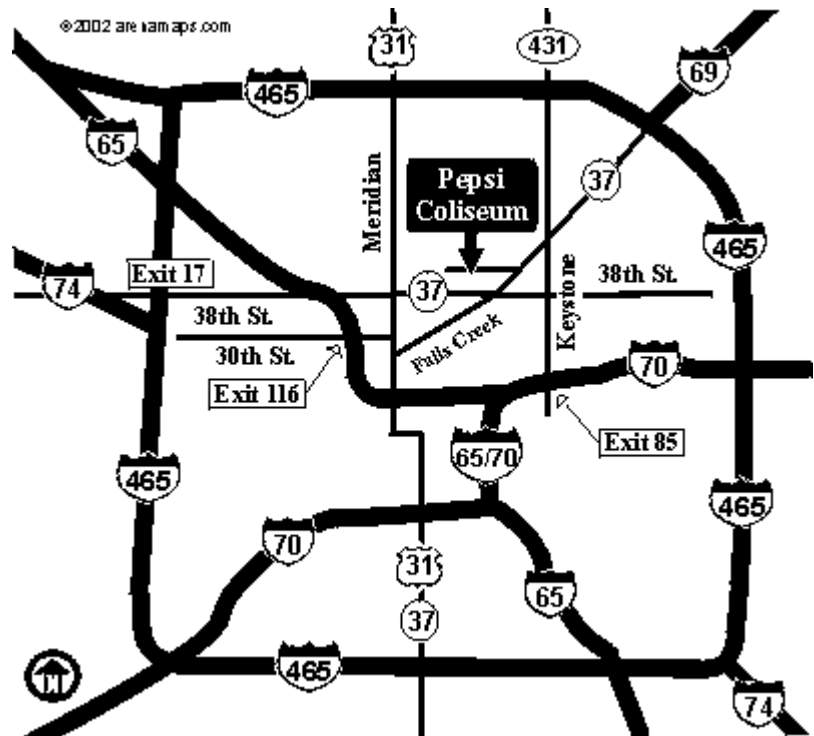 ©2002 arenamaps.com
31
431
69
465
65
Meridian
37
Pepsi
Coliseum
465
Exit 17
74
37
38th St.
Keystone
38th St.
30th St.
Falls Creek
70
Exit 116
Exit 85
65/70
465
465
70
31
65
37
465
74